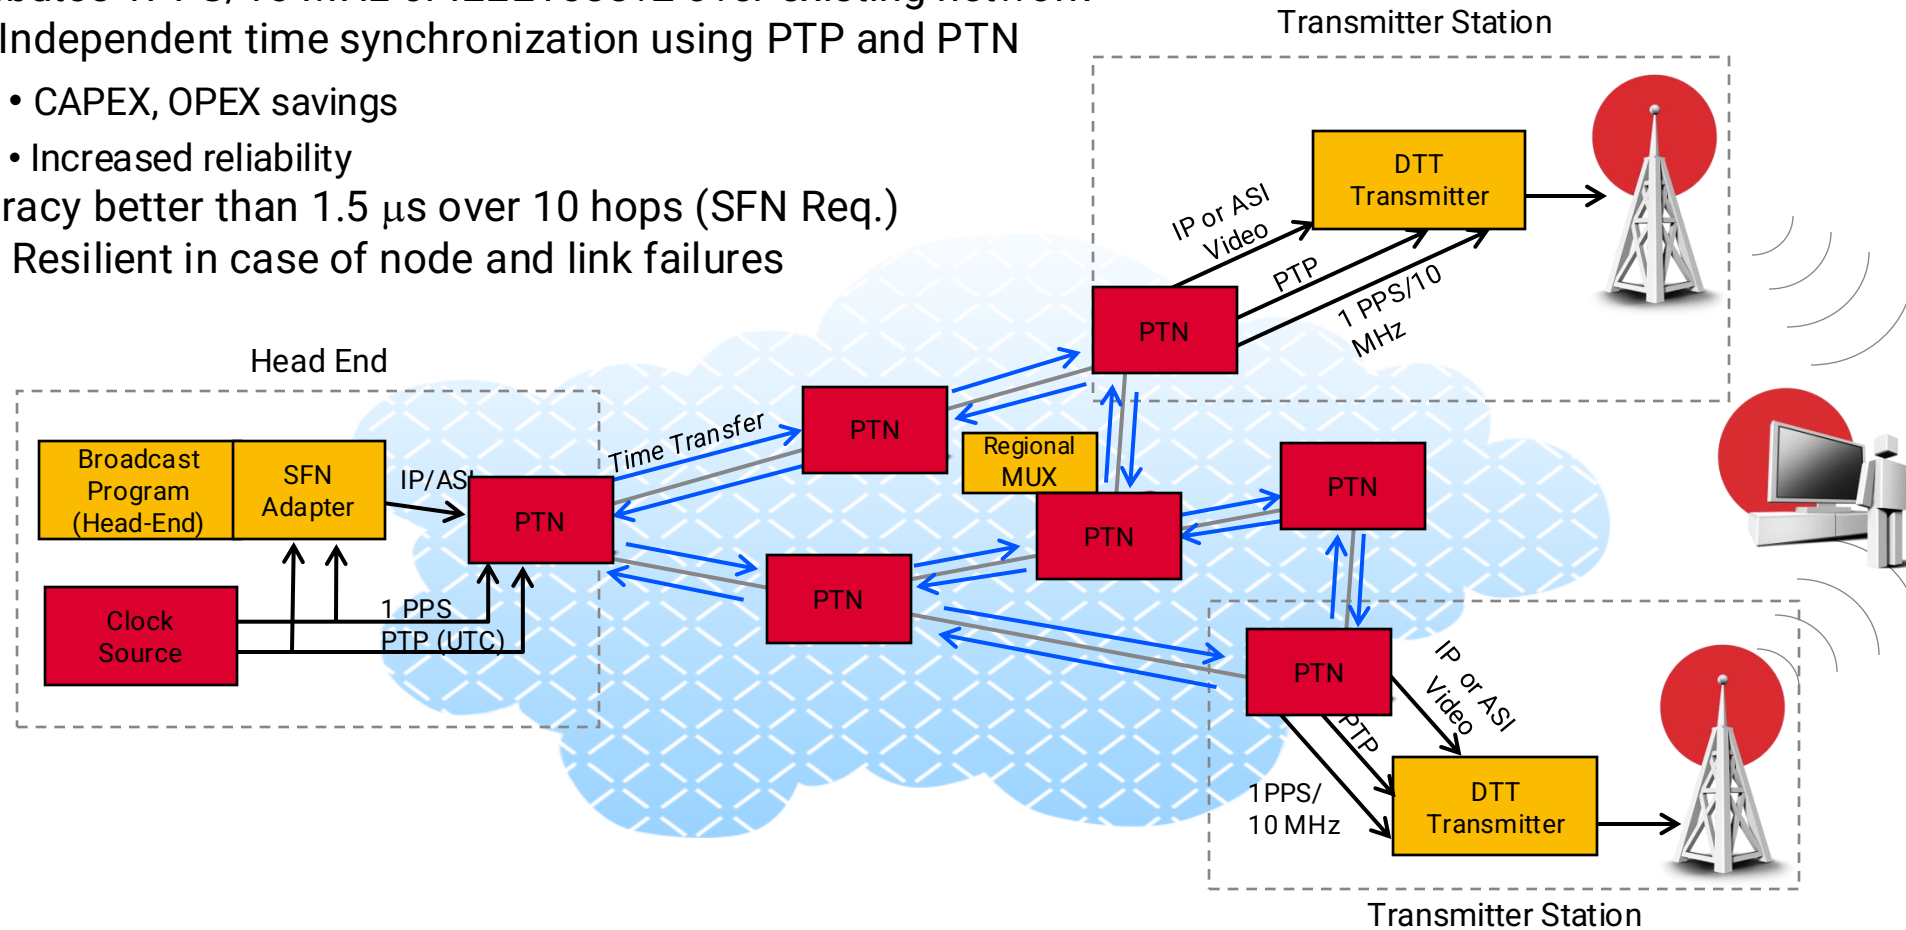 Independent time synchronization using PTP and PTN
• CAPEX, OPEX savings
• Increased reliability
racy better than 1.5 μs over 10 hops (SFN Req.)
Resilient in case of node and link failures
Transmitter Station
DTT
Transmitter
IP or ASI
Video
PTP
1 PPS/10
MHz
PTN
Head End
Broadcast
Program
(Head-End)
SFN
Adapter
IP/ASI
PTN
Clock
Source
1 PPS
PTP (UTC)
Time Transfer
PTN
Regional
MUX
PTN
PTN
PTN
PTN
IP or ASI
Video
PTP
1PPS/
10 MHz
DTT
Transmitter
Transmitter Station